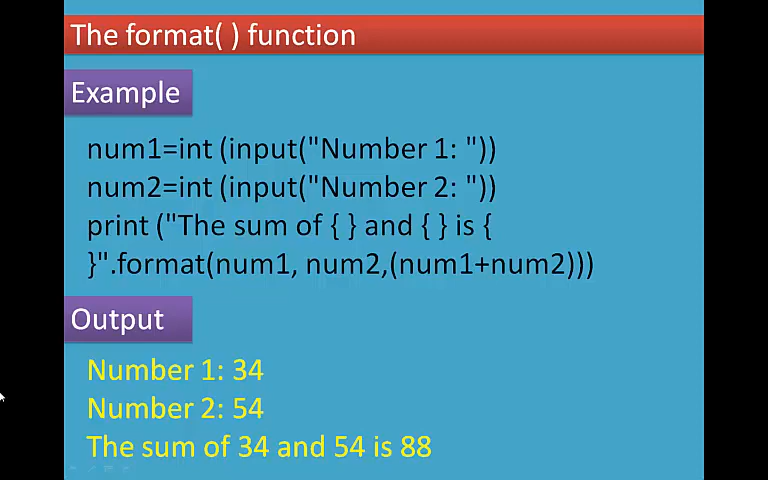 The format( ) function
Example
num1=int (input("Number 1: "))
num2=int (input("Number 2: "))
print ("The sum of { } and { } is {
}".format(num1, num2,(num1+num2)))
Output
Number 1: 34
Number 2: 54
The sum of 34 and 54 is 88